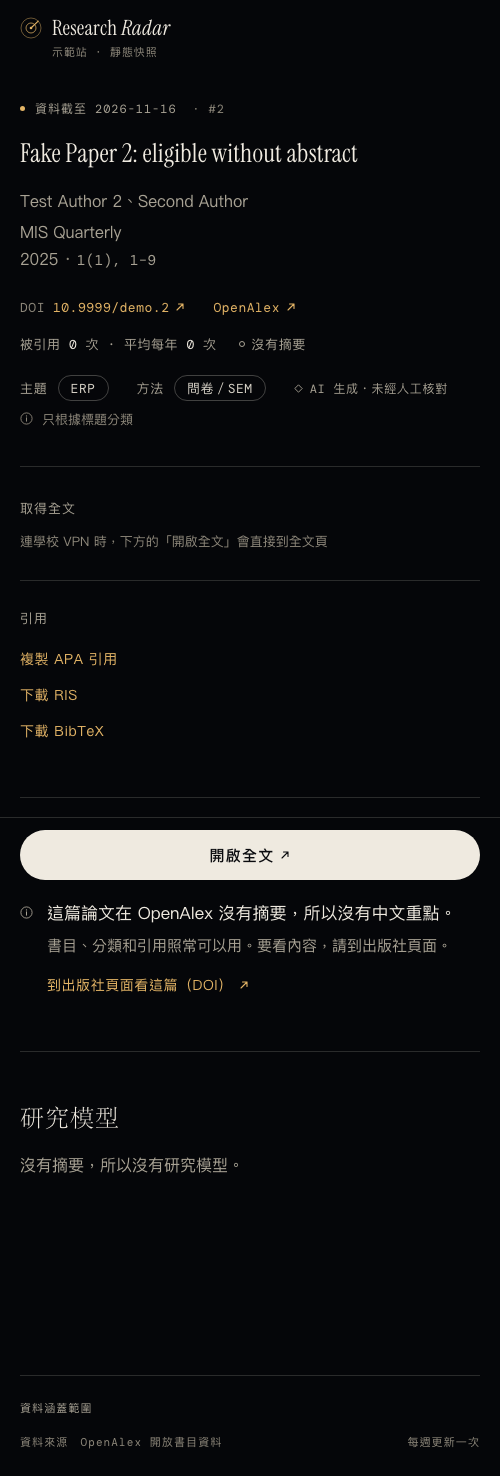 Research Radar
示範站 · 靜態快照
資料截至 2026-11-16 · #2
Fake Paper 2: eligible without abstract
Test Author 2、Second Author
MIS Quarterly
2025 · 1(1), 1–9
DOI 10.9999/demo.2 ↗ OpenAlex ↗
被引用 0 次 · 平均每年 0 次 ○ 沒有摘要
主題 ERP 方法 問卷 / SEM ◇ AI 生成·未經人工核對
ⓘ 只根據標題分類
取得全文
連學校 VPN 時，下方的「開啟全文」會直接到全文頁
引用
複製 APA 引用
下載 RIS
下載 BibTeX
開啟全文 ↗
ⓘ 這篇論文在 OpenAlex 沒有摘要，所以沒有中文重點。
書目、分類和引用照常可以用。要看內容，請到出版社頁面。
到出版社頁面看這篇（DOI） ↗
研究模型
沒有摘要，所以沒有研究模型。
資料涵蓋範圍
資料來源 OpenAlex 開放書目資料 每週更新一次